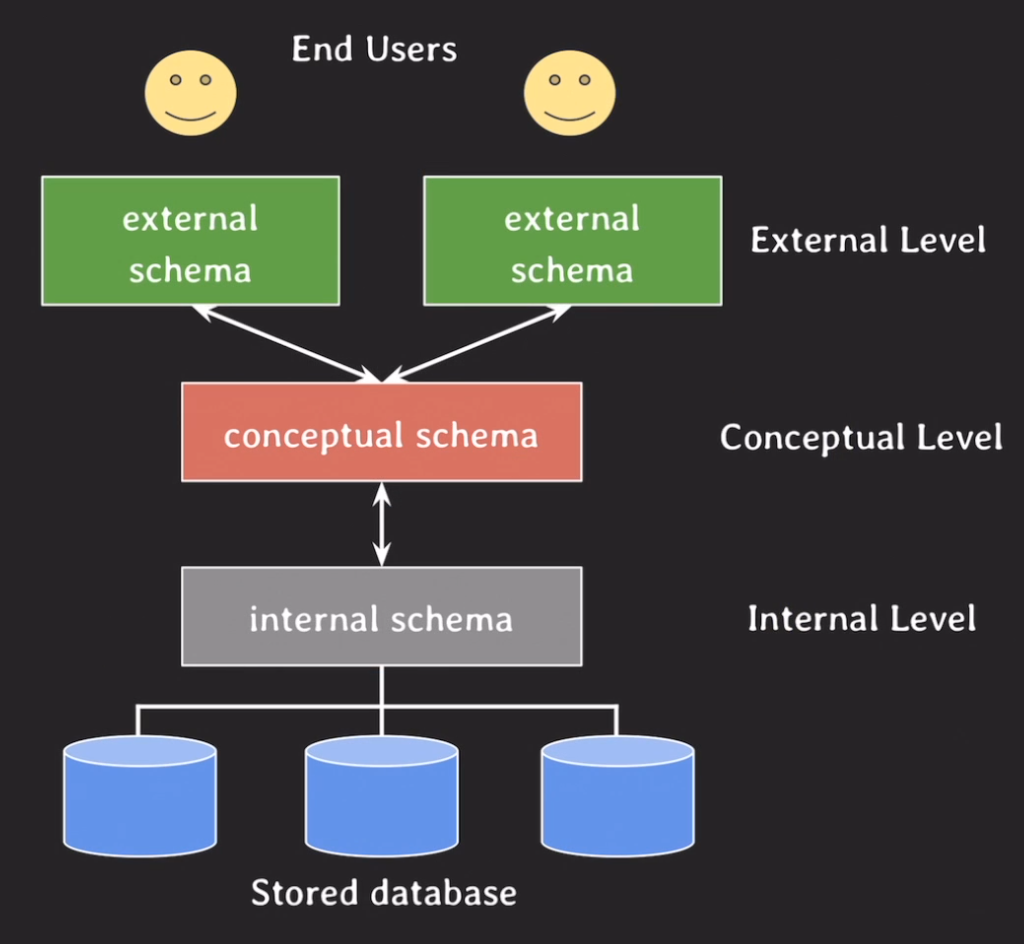 End Users
external
schema
external
schema
External Level
conceptual schema
Conceptual Level
internal schema
Internal Level
Stored database